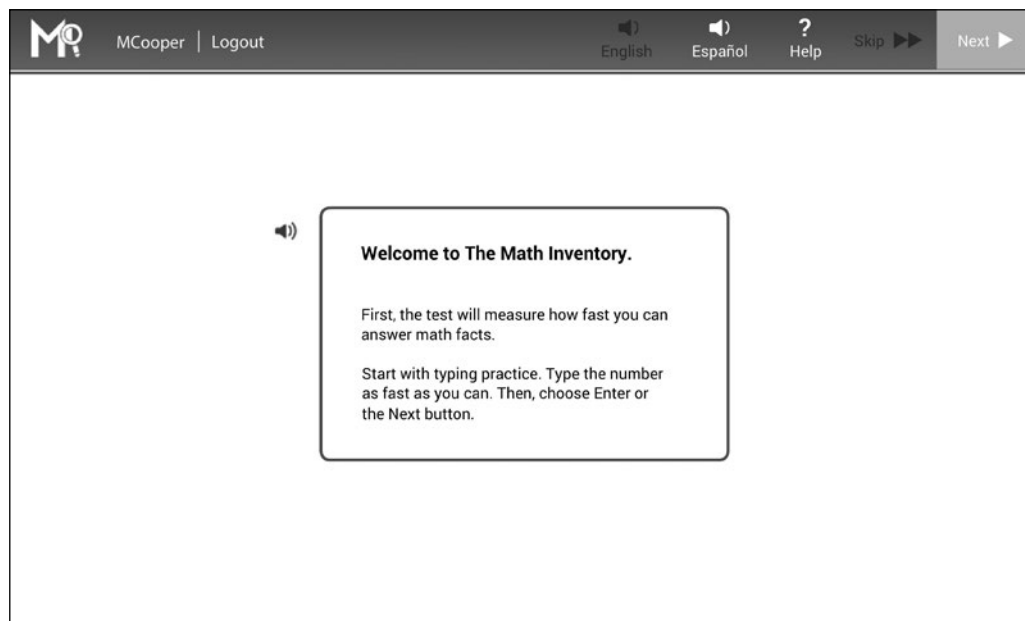 MCooper | Logout
English
Español
? Help
Skip
Next
Welcome to The Math Inventory.
First, the test will measure how fast you can
answer math facts.
Start with typing practice. Type the number
as fast as you can. Then, choose Enter or
the Next button.